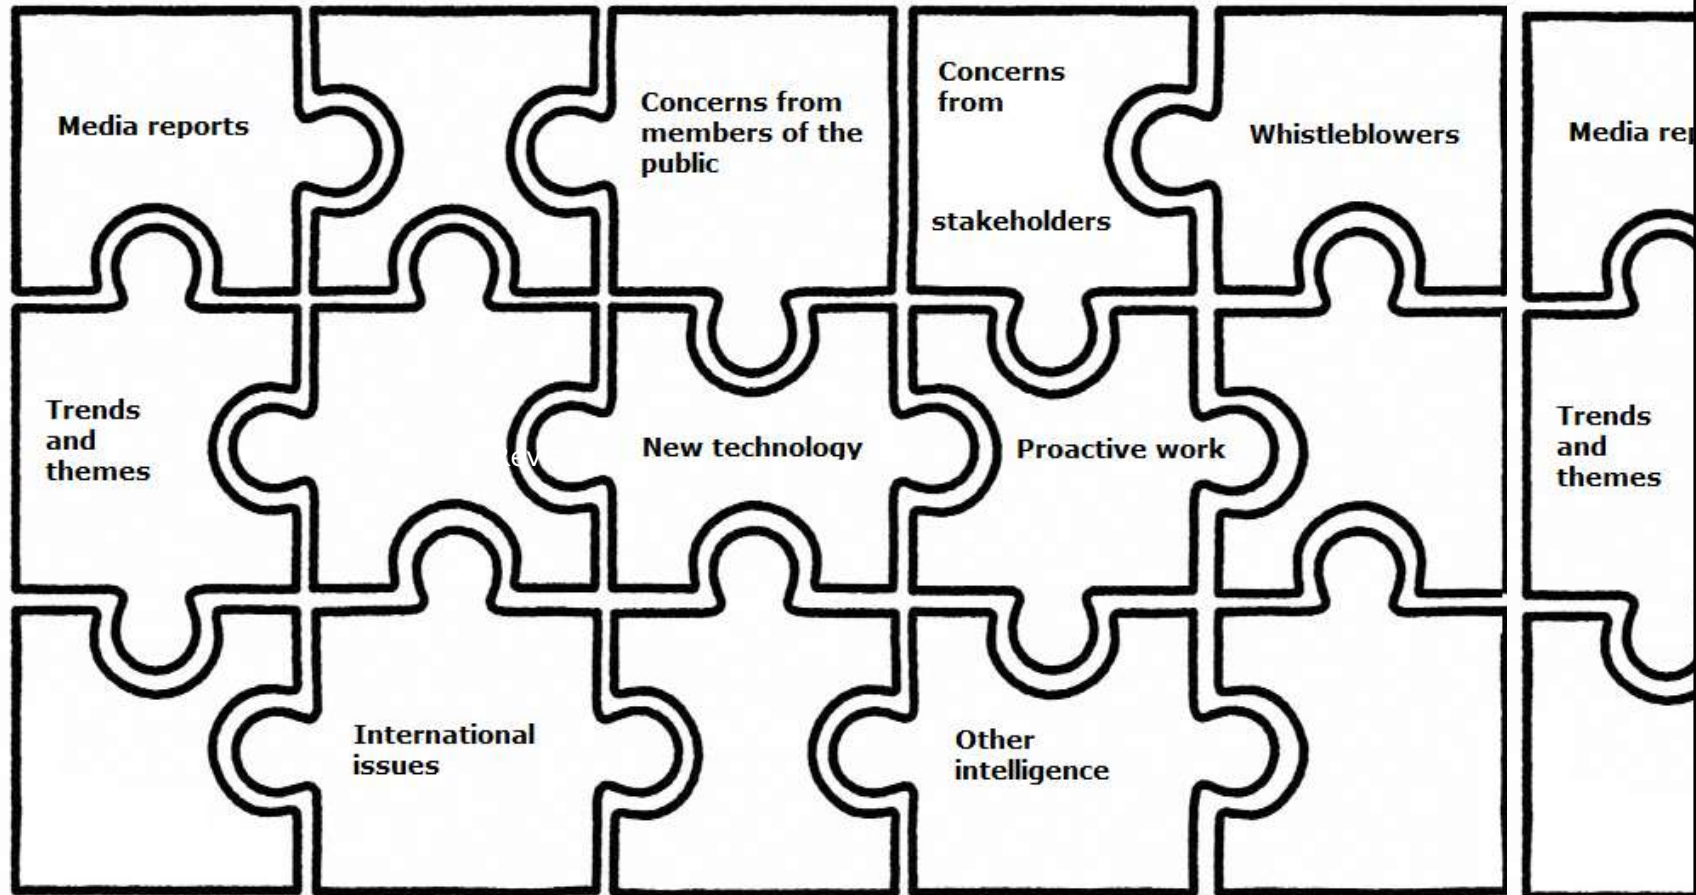 Media reports
Concerns from
members of the
public
Concerns
from
stakeholders
Whistleblowers
Media
Trends
and
themes
New technology
Proactive work
Trends
and
themes
International
issues
Other
intelligence